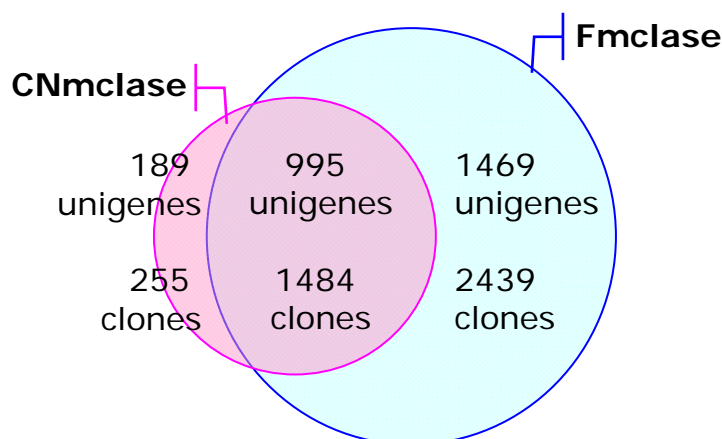 Fmclase
CNmclase
189
unigenes
995
unigenes
1469
unigenes
255
clones
1484
clones
2439
clones